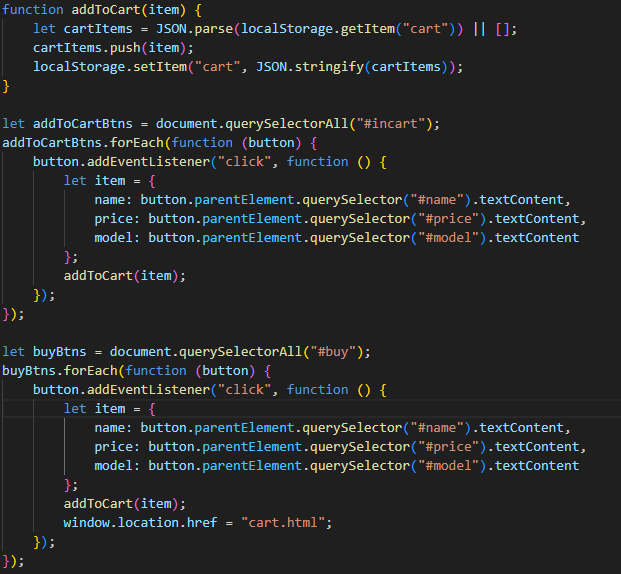 function addToCart(item) {
    let cartItems = JSON.parse(localStorage.getItem("cart")) || [];
    cartItems.push(item);
    localStorage.setItem("cart", JSON.stringify(cartItems));
}

let addToCartBtns = document.querySelectorAll("#incart");
addToCartBtns.forEach(function (button) {
    button.addEventListener("click", function () {
        let item = {
            name: button.parentElement.querySelector("#name").textContent,
            price: button.parentElement.querySelector("#price").textContent,
            model: button.parentElement.querySelector("#model").textContent
        };
        addToCart(item);
    });
});

let buyBtns = document.querySelectorAll("#buy");
buyBtns.forEach(function (button) {
    button.addEventListener("click", function () {
        let item = {
            name: button.parentElement.querySelector("#name").textContent,
            price: button.parentElement.querySelector("#price").textContent,
            model: button.parentElement.querySelector("#model").textContent
        };
        addToCart(item);
        window.location.href = "cart.html";
    });
});